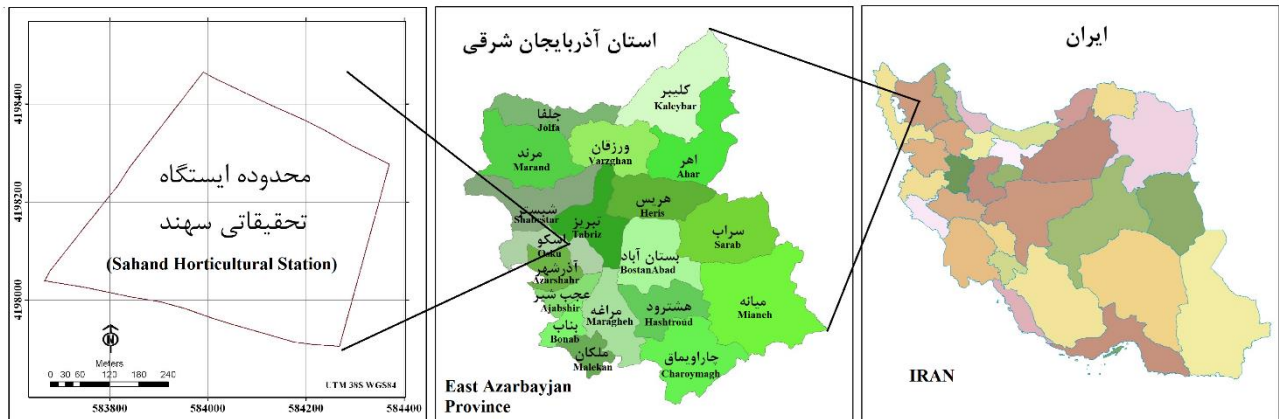 4198400
4198200
4198000
محدوده ایستگاه
تحقیقاتی سهند
(Sahand Horticultural Station)
N
Meters
0 30 60 120 180 240
UTM 38S WGS84
583800 584000 584200 584400
استان آذربایجان شرقی
کلیبر
Kaleybar
جلفا
Jolfa
ورزقان
Varzghan
مرند
Marand
اهر
Ahar
هریس
Heris
شبستر
Shabestar
تبریز
Tabriz
سراب
Sarab
اسکو
Osku
بستان آباد
BostanAbad
آذرشهر
Azarshahr
عجب شیر
Ajabshir
مراغه
Maragheh
هشترود
Hashtroud
میانه
Mianeh
بناب
Bonab
ملکان
Malekan
چاراویماق
Charoymagh
East Azarbayjan
Province
ایران
IRAN